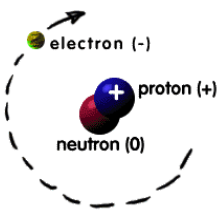 electron (-)
+
proton (+)
neutron (0)